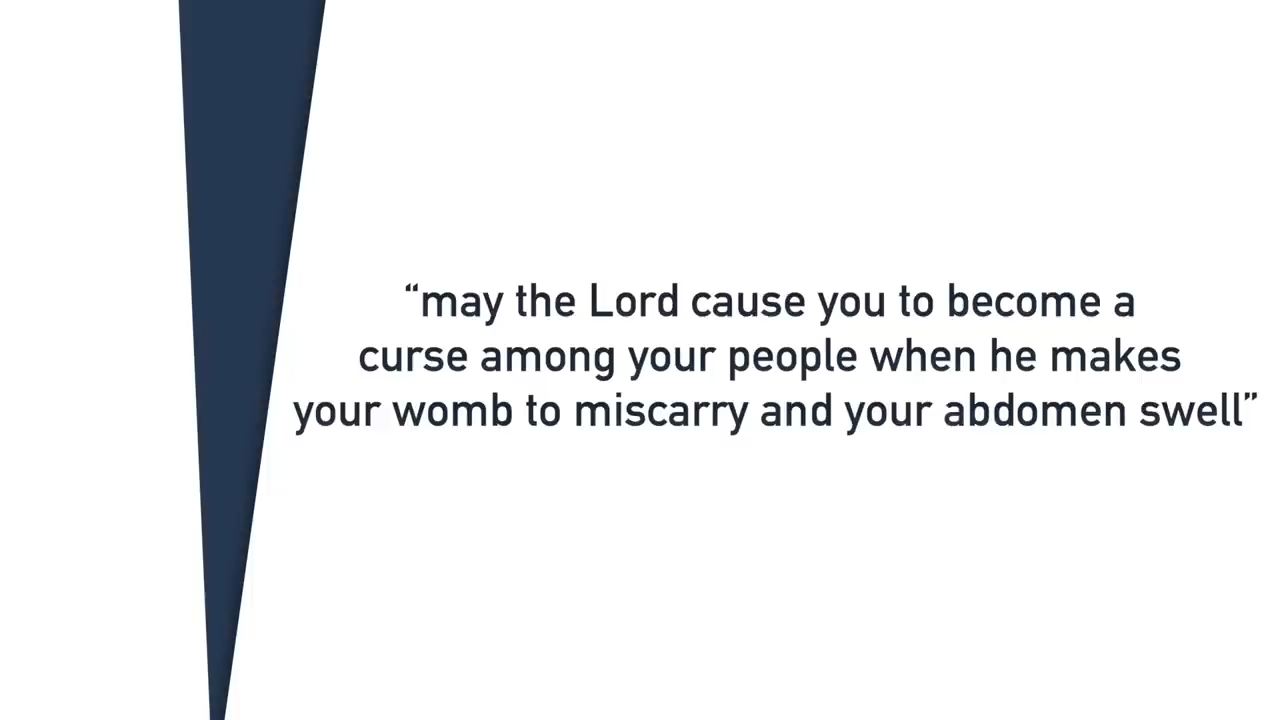 “may the Lord cause you to become a
curse among your people when he makes
your womb to miscarry and your abdomen swell”